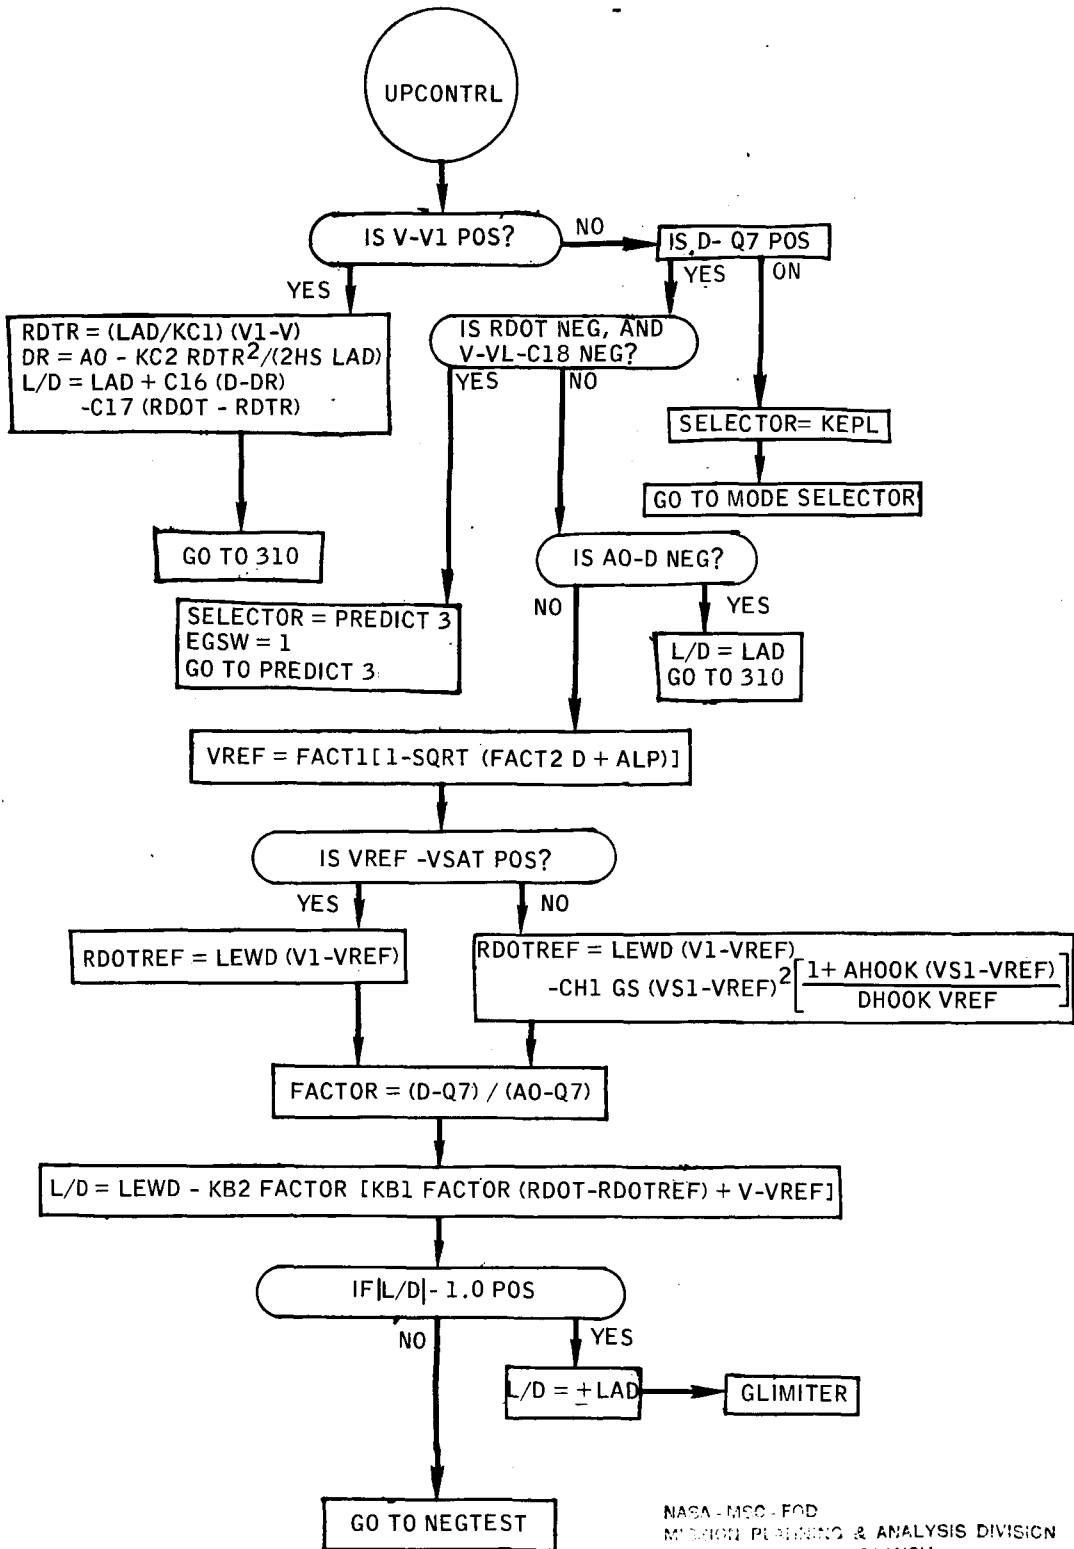 UPCONTRL
IS V-V1 POS?
NO
IS, D- Q7 POS
YES
YES
ON
RDTR = (LAD/KC1) (V1-V)
DR = A0 - KC2 RDTR²/(2HS LAD)
L/D = LAD + C16 (D-DR)
-C17 (RDOT - RDTR)
IS RDOT NEG, AND
V-VL-C18 NEG?
YES
NO
SELECTOR= KEPL
GO TO MODE SELECTOR
GO TO 310
IS A0-D NEG?
NO
YES
SELECTOR = PREDICT 3
EGSW = 1
GO TO PREDICT 3
L/D = LAD
GO TO 310
VREF = FACT1[1-SQRT (FACT2 D + ALP)]
IS VREF -VSAT POS?
YES
NO
RDOTREF = LEWD (V1-VREF)
RDOTREF = LEWD (V1-VREF)
-CH1 GS (VS1-VREF)² [1+ AHOOK (VS1-VREF)
DHOOK VREF]
FACTOR = (D-Q7) / (A0-Q7)
L/D = LEWD - KB2 FACTOR [KB1 FACTOR (RDOT-RDOTREF) + V-VREF]
IF|L/D|- 1.0 POS
NO
YES
L/D = ± LAD
GLIMITER
GO TO NEGTEST
NASA - MSC - FOD
MISSION PLANNING & ANALYSIS DIVISION